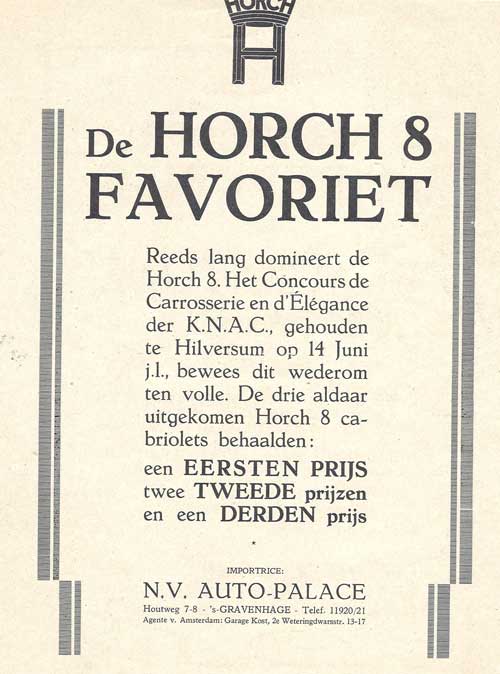 HORCH
H
De HORCH 8
FAVORIET
Reeds lang domineert de
Horch 8. Het Concours de
Carrosserie en d'Élégance
der K.N.A.C., gehouden
te Hilversum op 14 Juni
j.l., bewees dit wederom
ten volle. De drie aldaar
uitgekomen Horch 8 ca-
briolets behaalden:
een EERSTEN PRIJS
twee TWEEDE prijzen
en een DERDEN prijs
*
IMPORTRICE:
N.V. AUTO-PALACE
Houtweg 7-8 - 's-GRAVENHAGE - Telef. 11920/21
Agente v. Amsterdam: Garage Kost, 2e Weteringdwarsstr. 13-17